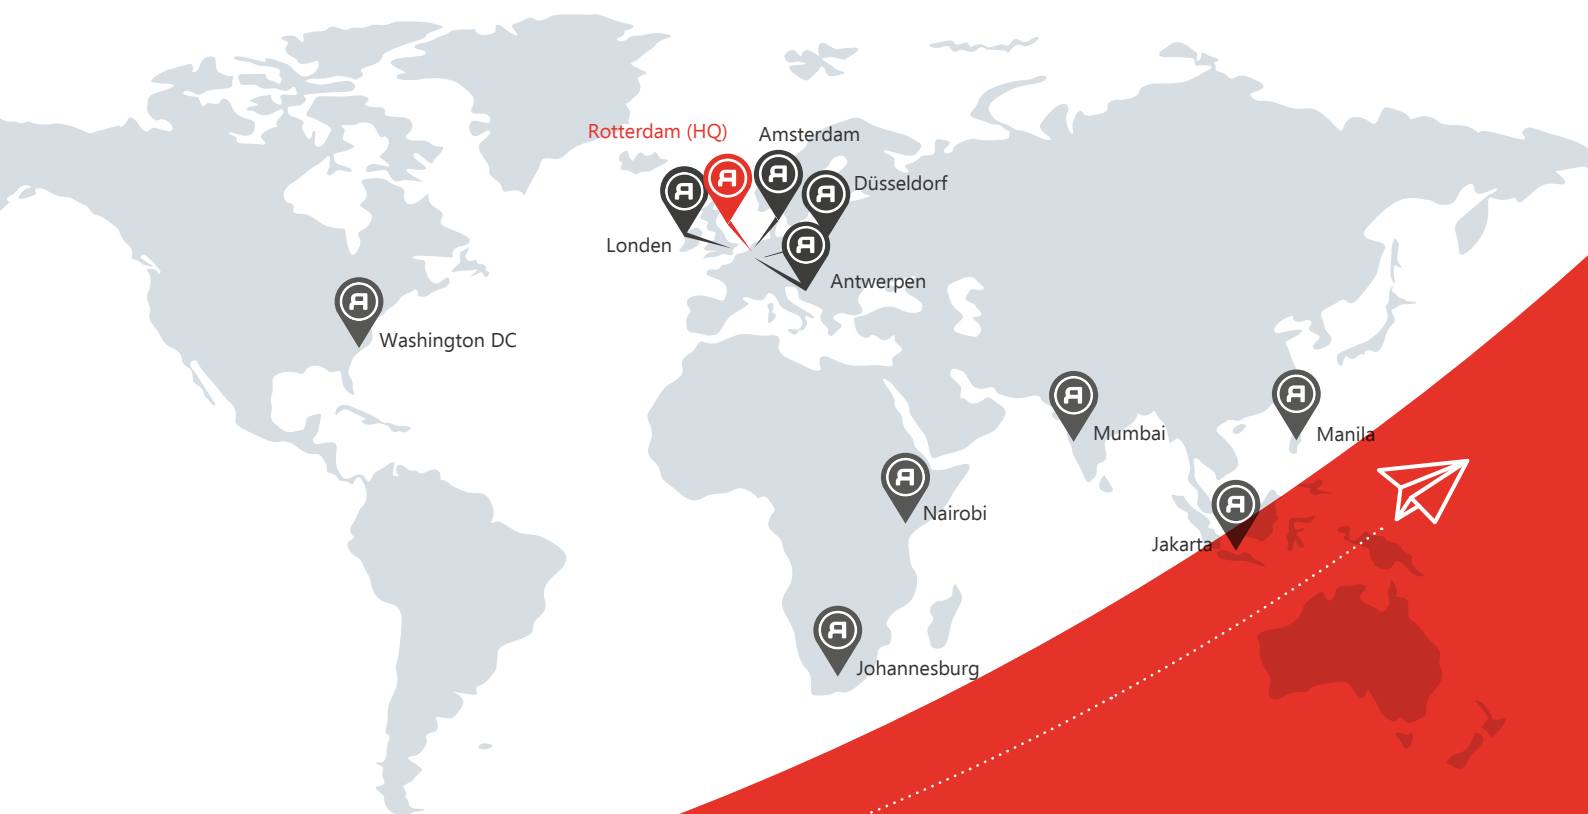 Rotterdam (HQ)
Amsterdam
Düsseldorf
Londen
Antwerpen
Washington DC
Mumbai
Manila
Nairobi
Jakarta
Johannesburg